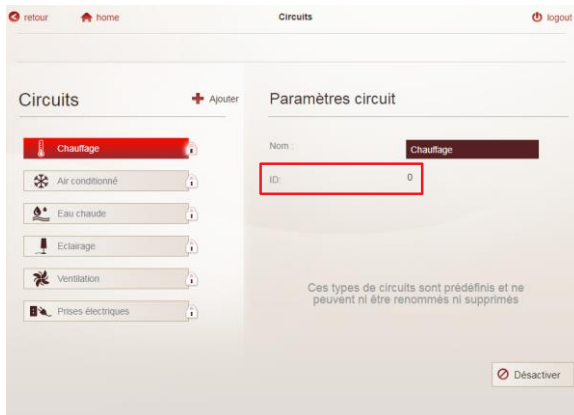 retour
home
Circuits
logout
Circuits
Ajouter
Chauffage
Air conditionné
Eau chaude
Eclairage
Ventilation
Prises électriques
Paramètres circuit
Nom :
Chauffage
ID:
0
Ces types de circuits sont prédéfinis et ne
peuvent ni être renommés ni supprimés
Désactiver